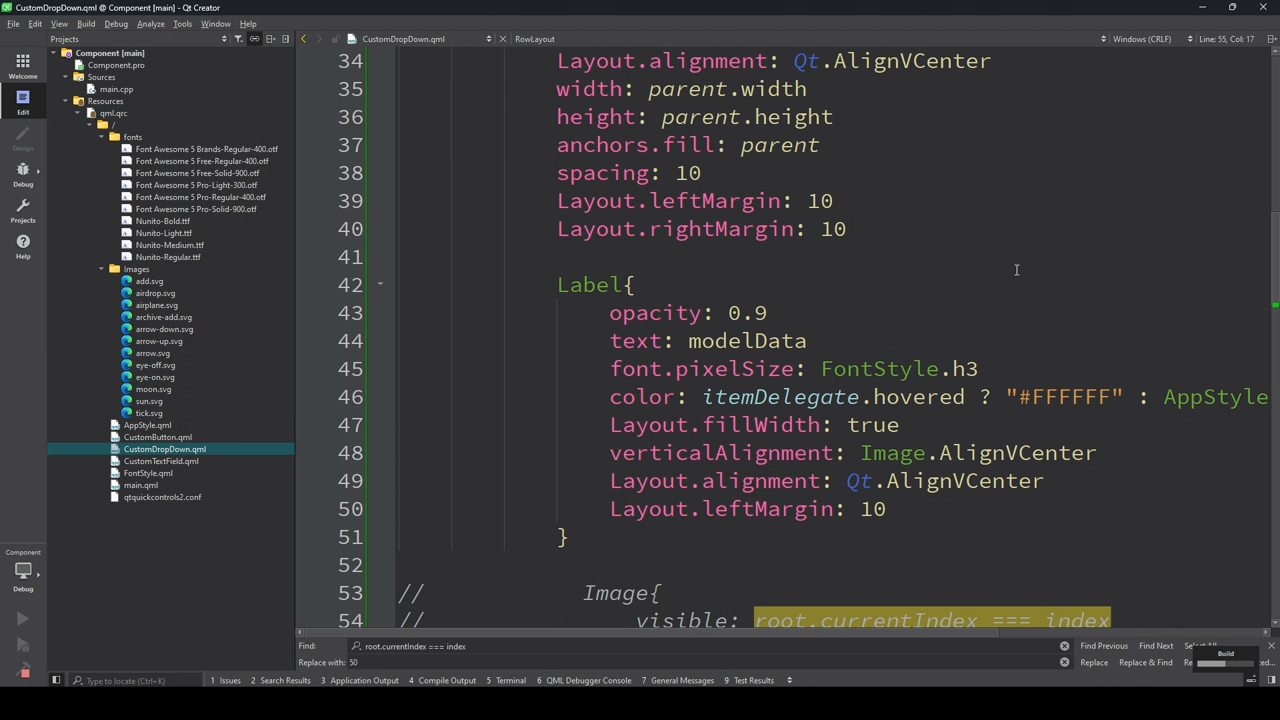 CustomDropDown.qml @ Component [main] - Qt Creator
File Edit View Build Debug Analyze Tools Window Help
Projects
CustomDropDown.qml
RowLayout
Windows (CRLF)
Line: 55, Col: 17
Welcome
Edit
Design
Debug
Projects
Help
Component
Debug
Component [main]
Component.pro
Sources
main.cpp
Resources
qml.qrc
/
fonts
Font Awesome 5 Brands-Regular-400.otf
Font Awesome 5 Free-Regular-400.otf
Font Awesome 5 Free-Solid-900.otf
Font Awesome 5 Pro-Light-300.otf
Font Awesome 5 Pro-Regular-400.otf
Font Awesome 5 Pro-Solid-900.otf
Nunito-Bold.ttf
Nunito-Light.ttf
Nunito-Medium.ttf
Nunito-Regular.ttf
Images
add.svg
airdrop.svg
airplane.svg
archive-add.svg
arrow-down.svg
arrow-up.svg
arrow.svg
eye-off.svg
eye-on.svg
moon.svg
sun.svg
tick.svg
AppStyle.qml
CustomButton.qml
CustomDropDown.qml
CustomTextField.qml
FontStyle.qml
main.qml
qtquickcontrols2.conf
34 Layout.alignment: Qt.AlignVCenter
35 width: parent.width
36 height: parent.height
37 anchors.fill: parent
38 spacing: 10
39 Layout.leftMargin: 10
40 Layout.rightMargin: 10
41
42 Label{
43 opacity: 0.9
44 text: modelData
45 font.pixelSize: FontStyle.h3
46 color: itemDelegate.hovered ? "#FFFFFF" : AppStyle
47 Layout.fillWidth: true
48 verticalAlignment: Image.AlignVCenter
49 Layout.alignment: Qt.AlignVCenter
50 Layout.leftMargin: 10
51 }
52
53 // Image{
54 // visible: root.currentIndex === index
Find: root.currentIndex === index Find Previous Find Next
Replace with: 50 Replace Replace & Find
Build
Type to locate (Ctrl+K) 1 Issues 2 Search Results 3 Application Output 4 Compile Output 5 Terminal 6 QML Debugger Console 7 General Messages 9 Test Results